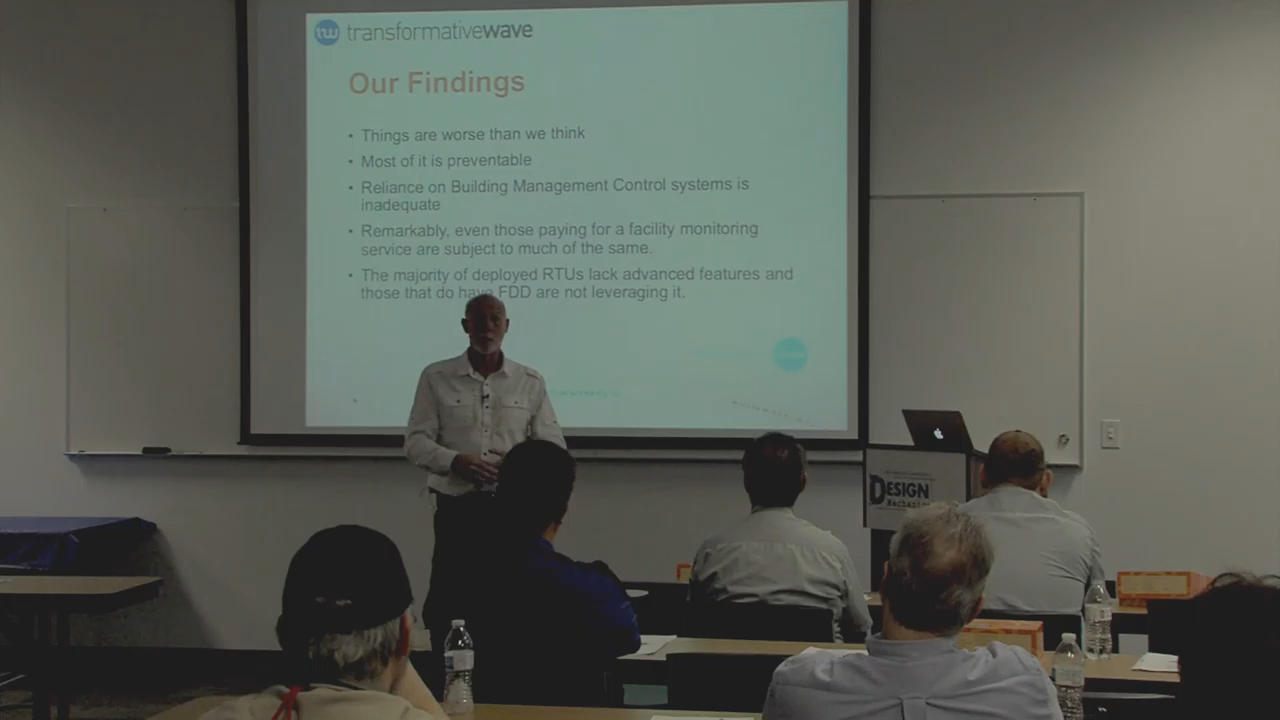 tw transformativewave
Our Findings
• Things are worse than we think
• Most of it is preventable
• Reliance on Building Management Control systems is
inadequate
• Remarkably, even those paying for a facility monitoring
service are subject to much of the same.
• The majority of deployed RTUs lack advanced features and
those that do have FDD are not leveraging it.
DESIGN